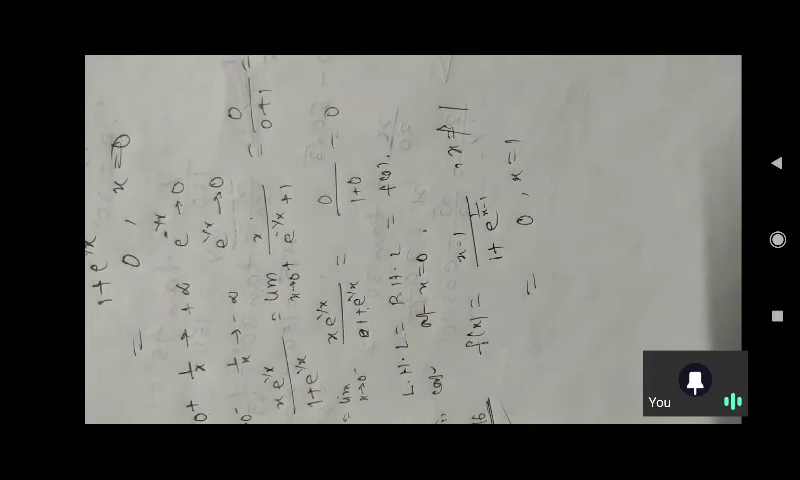 1+e^(1/x)
= 0 , x=0
0+ 1/x → +∞ e^(-1/x) → 0
0- 1/x → -∞ e^(1/x) → 0
x e^(1/x) / 1+e^(1/x) = lim x→0+ x / e^(-1/x)+1 = 0 / 0+1 =
= lim x→0- x e^(1/x) / 1+e^(1/x) = 0 / 1+0 = 0
L.H.L = R.H.L = f(0).
at x=0 ;
f(x) = x-1 / 1+e^(1/x-1) , x≠1
= 0 , x=1
You